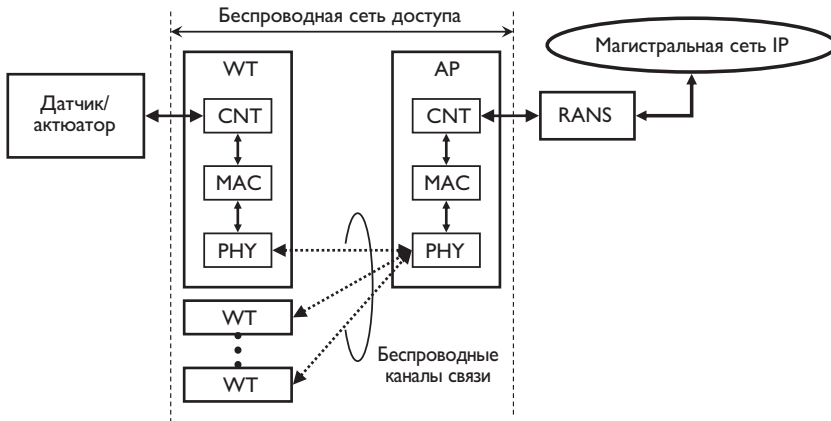 Беспроводная сеть доступа
Магистральная сеть IP
WT
AP
Датчик/
актюатор
CNT
CNT
RANS
MAC
MAC
PHY
PHY
WT
WT
Беспроводные
каналы связи